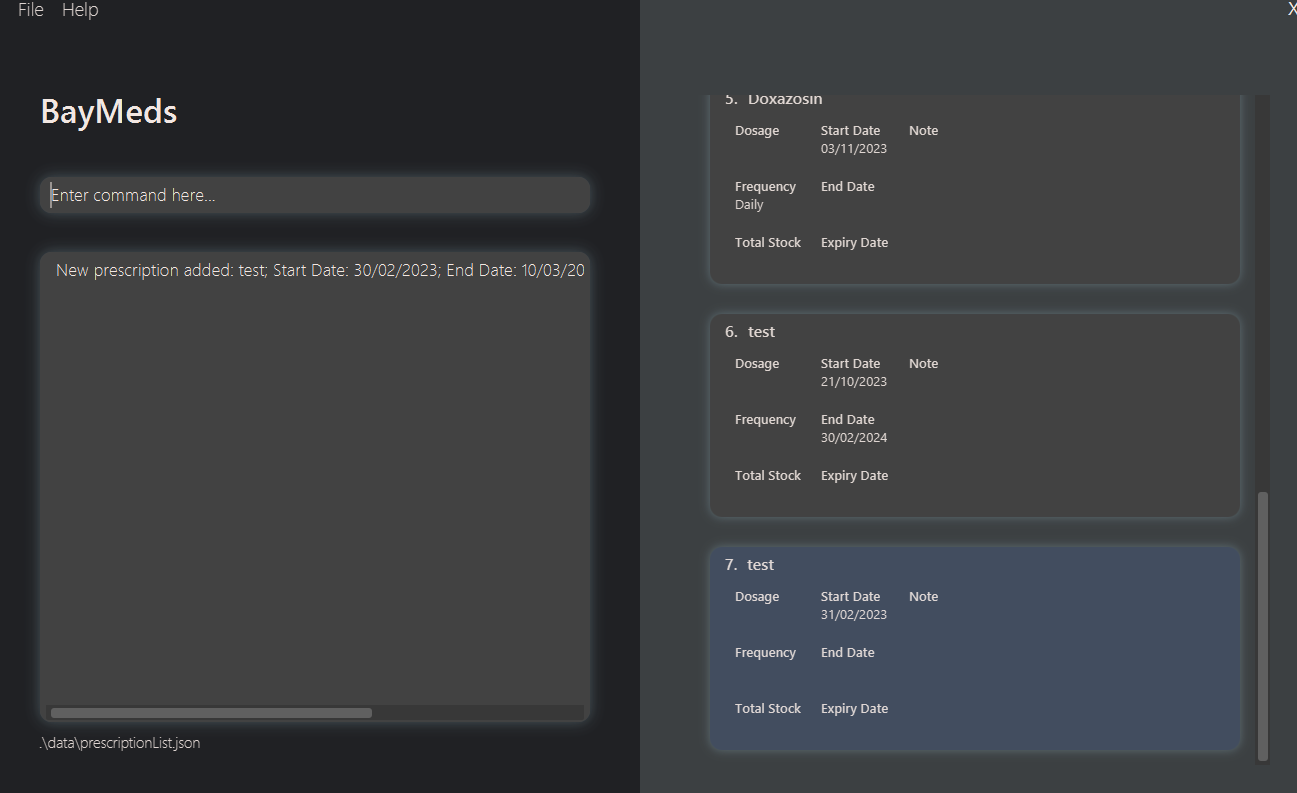 File Help
X
BayMeds
Enter command here...
New prescription added: test; Start Date: 30/02/2023; End Date: 10/03/20
.\data\prescriptionList.json
5. Doxazosin
Dosage Start Date Note
03/11/2023
Frequency End Date
Daily
Total Stock Expiry Date
6. test
Dosage Start Date Note
21/10/2023
Frequency End Date
30/02/2024
Total Stock Expiry Date
7. test
Dosage Start Date Note
31/02/2023
Frequency End Date
Total Stock Expiry Date